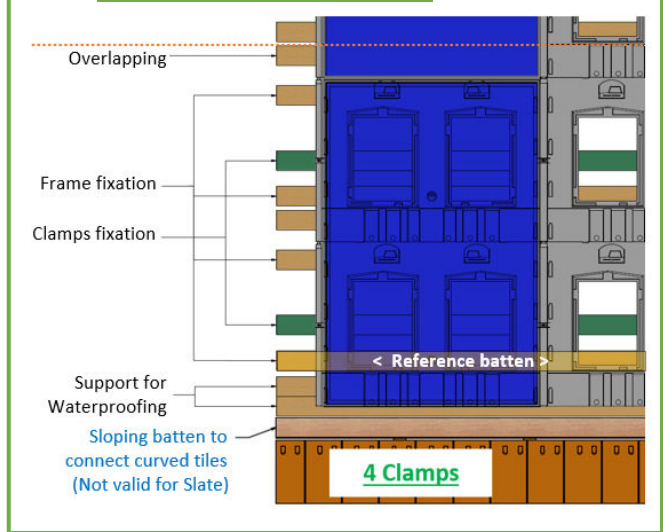 Overlapping
Frame fixation
Clamps fixation
< Reference batten >
Support for
Waterproofing
Sloping batten to
connect curved tiles
(Not valid for Slate)
4 Clamps